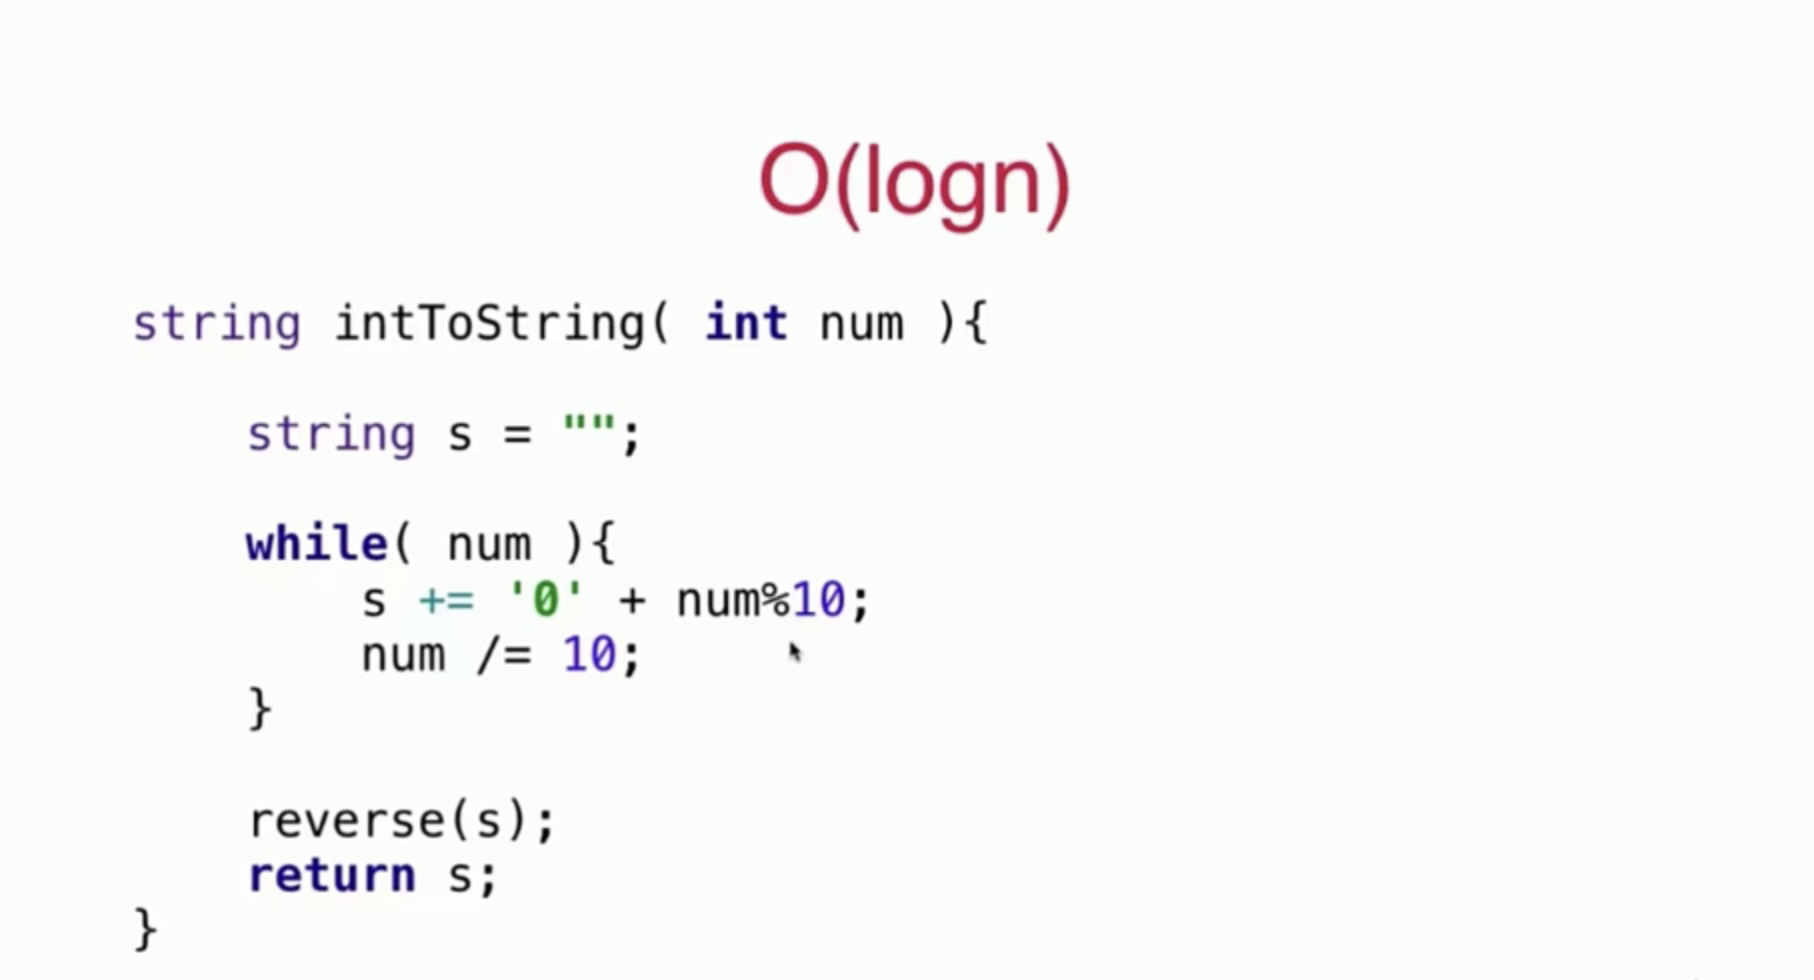 O(logn)
string intToString( int num ){
string s = "";
while( num ){
s += '0' + num%10;
num /= 10;
}
reverse(s);
return s;
}